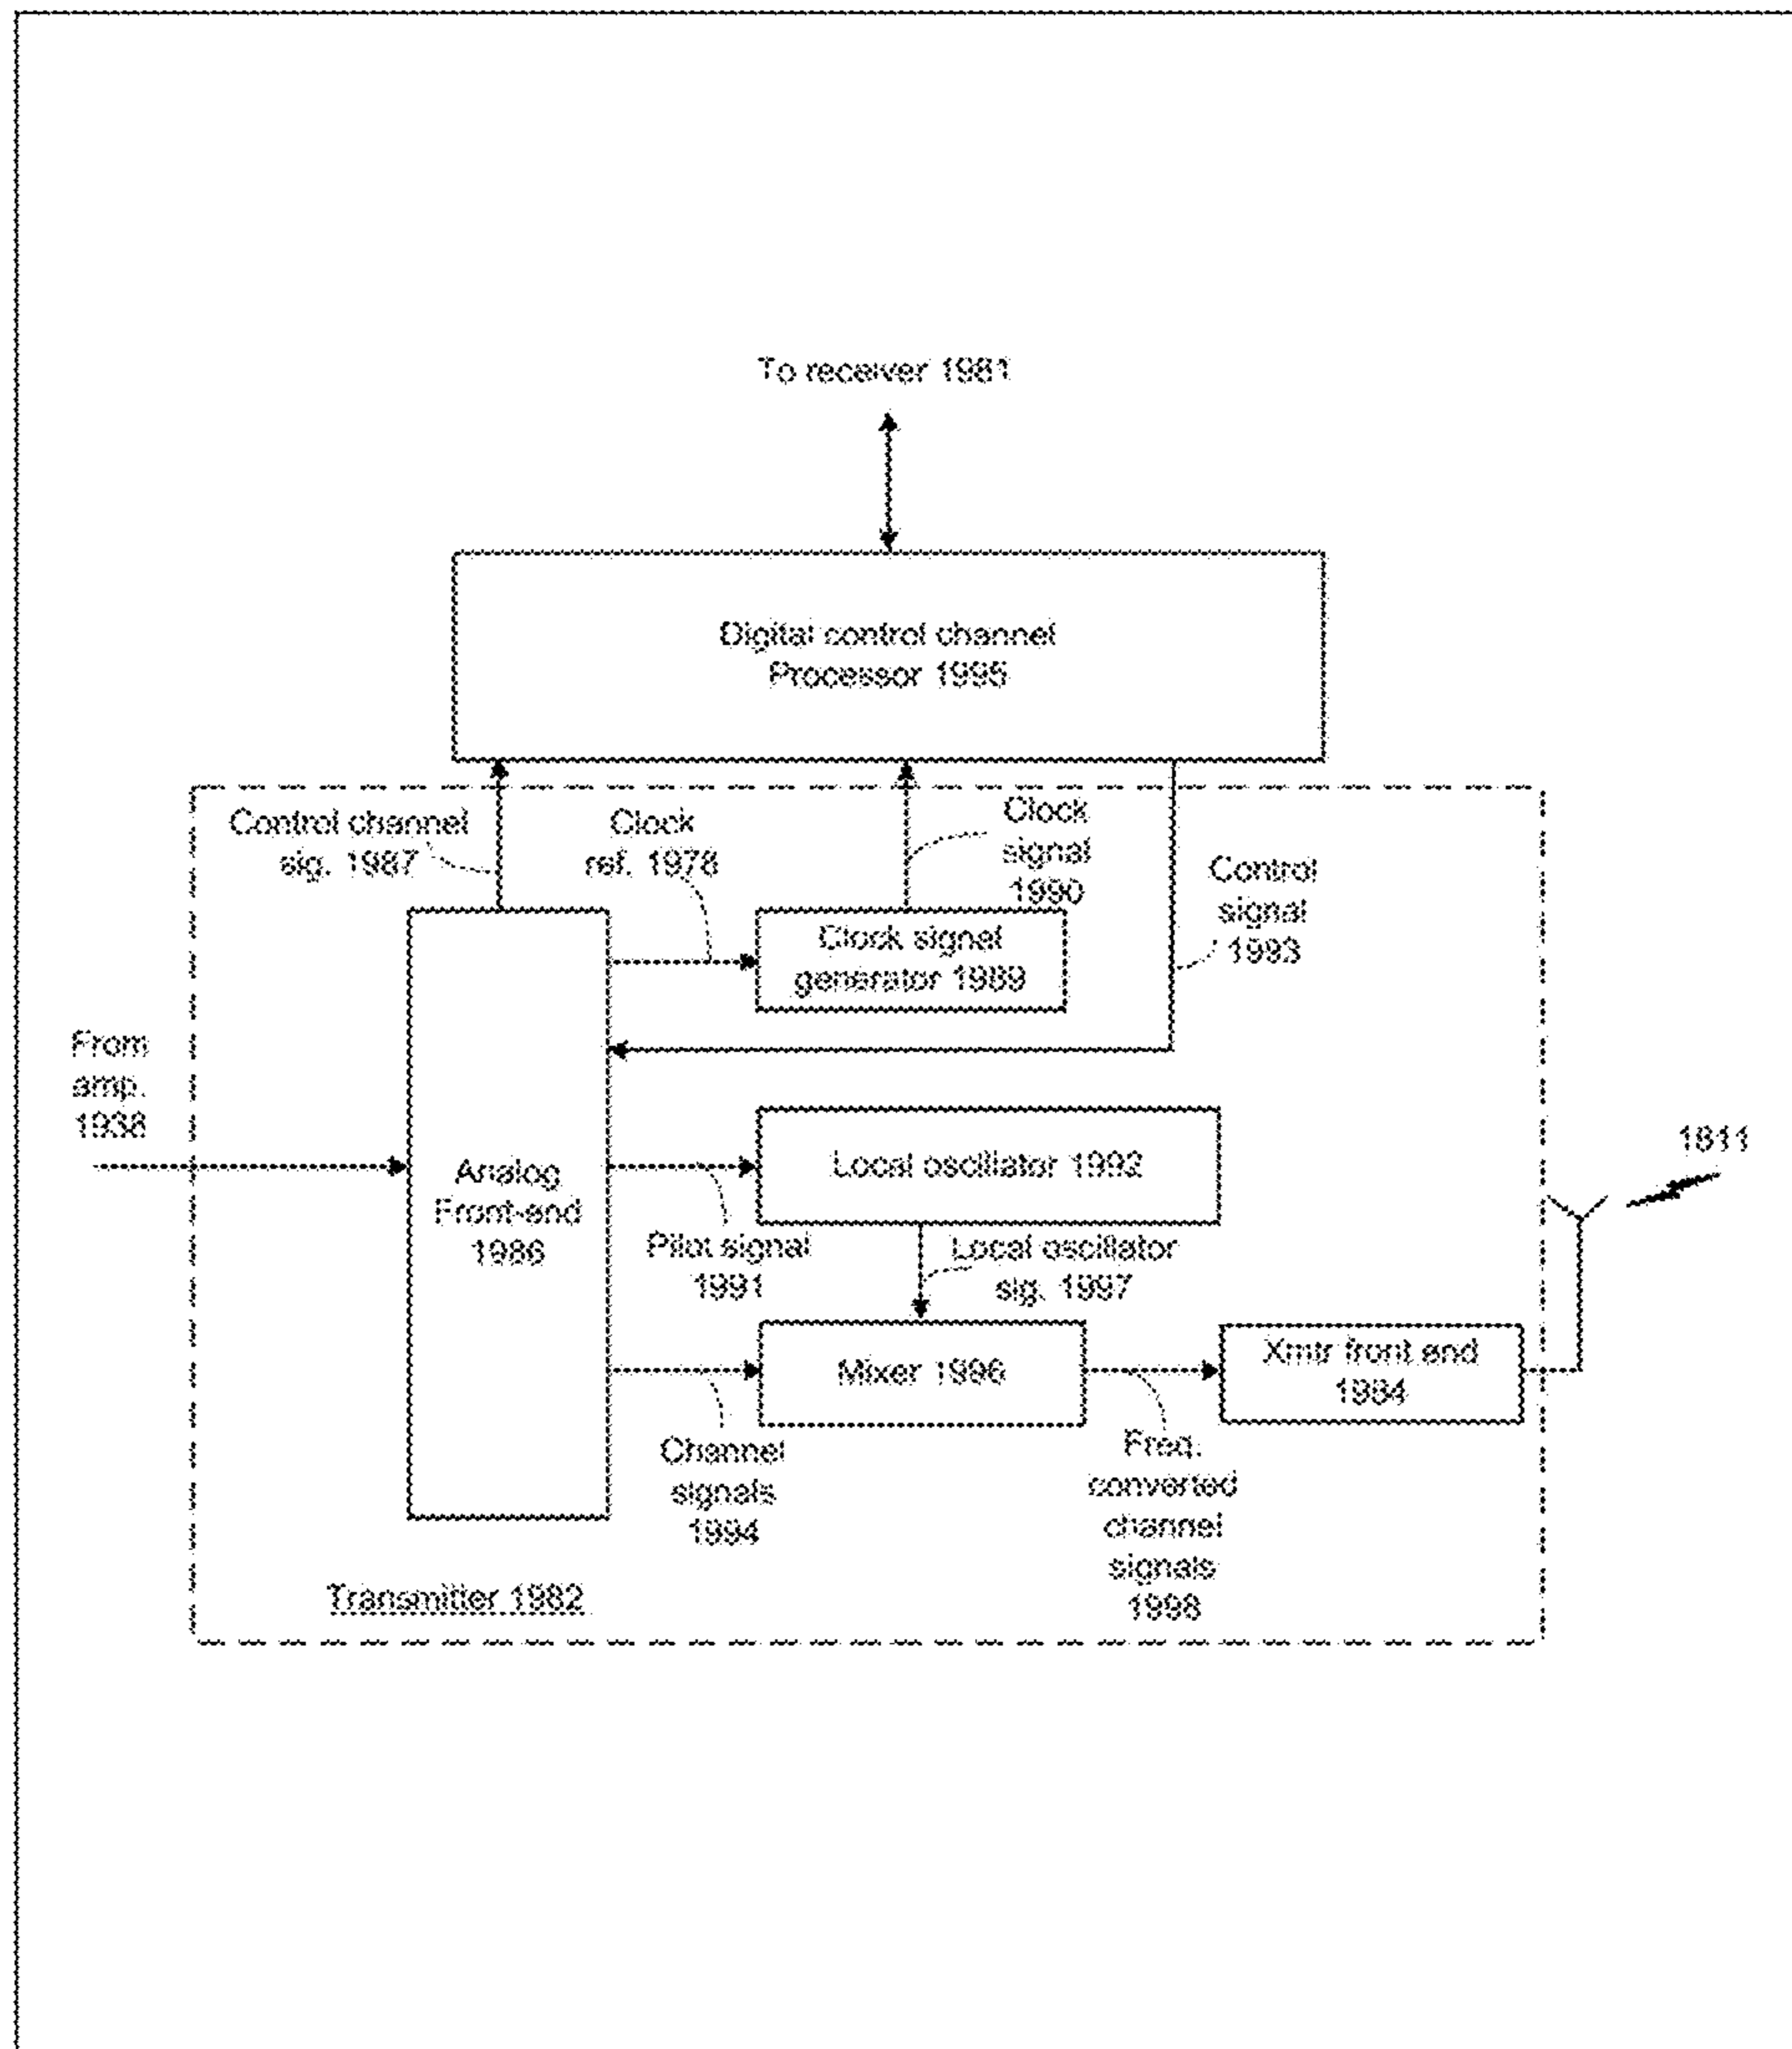 To receiver 1981
Digital control channel
Processor 1995
Control channel
sig. 1987
Clock
ref. 1978
Clock
signal
1990
Control
signal
1993
Clock signal
generator 1989
From
amp.
1938
Analog
Front-end
1986
Local oscillator 1992
1811
Pilot signal
1991
Local oscillator
sig. 1997
Mixer 1996
Xmtr front end
1984
Channel
signals
1994
Freq.
converted
channel
signals
1998
Transmitter 1982